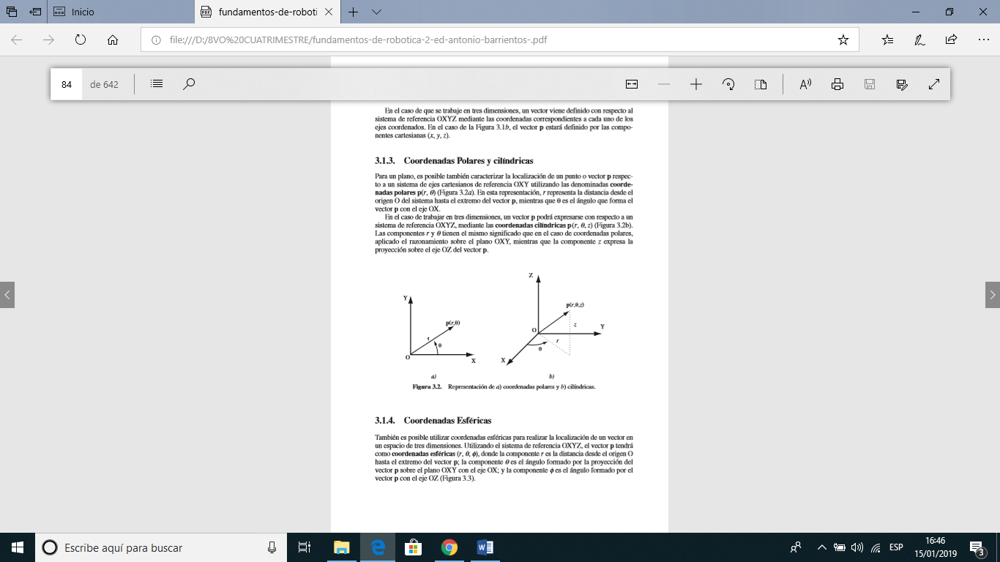 Inicio
fundamentos-de-roboti
file:///D:/8VO%20CUATRIMESTRE/fundamentos-de-robotica-2-ed-antonio-barrientos-.pdf
84 de 642
En el caso de que se trabaje en tres dimensiones, un vector viene definido con respecto al
sistema de referencia OXYZ mediante las coordenadas correspondientes a cada uno de los
ejes coordenados. En el caso de la Figura 3.1b, el vector p estará definido por las compo-
nentes cartesianas (x, y, z).
3.1.3. Coordenadas Polares y cilíndricas
Para un plano, es posible también caracterizar la localización de un punto o vector p respec-
to a un sistema de ejes cartesianos de referencia OXY utilizando las denominadas coorde-
nadas polares p(r, θ) (Figura 3.2a). En esta representación, r representa la distancia desde el
origen O del sistema hasta el extremo del vector p, mientras que θ es el ángulo que forma el
vector p con el eje OX.
En el caso de trabajar en tres dimensiones, un vector p podrá expresarse con respecto a un
sistema de referencia OXYZ, mediante las coordenadas cilíndricas p(r, θ, z) (Figura 3.2b).
Las componentes r y θ tienen el mismo significado que en el caso de coordenadas polares,
aplicado el razonamiento sobre el plano OXY, mientras que la componente z expresa la
proyección sobre el eje OZ del vector p.
Y
p(r,θ)
r
θ
O
X
a)
Z
p(r,θ,z)
z
O
Y
r
θ
X
b)
Figura 3.2. Representación de a) coordenadas polares y b) cilíndricas.
3.1.4. Coordenadas Esféricas
También es posible utilizar coordenadas esféricas para realizar la localización de un vector en
un espacio de tres dimensiones. Utilizando el sistema de referencia OXYZ, el vector p tendrá
como coordenadas esféricas (r, θ, ϕ), donde la componente r es la distancia desde el origen O
hasta el extremo del vector p; la componente θ es el ángulo formado por la proyección del
vector p sobre el plano OXY con el eje OX; y la componente ϕ es el ángulo formado por el
vector p con el eje OZ (Figura 3.3).
Escribe aquí para buscar
ESP
16:46
15/01/2019
3